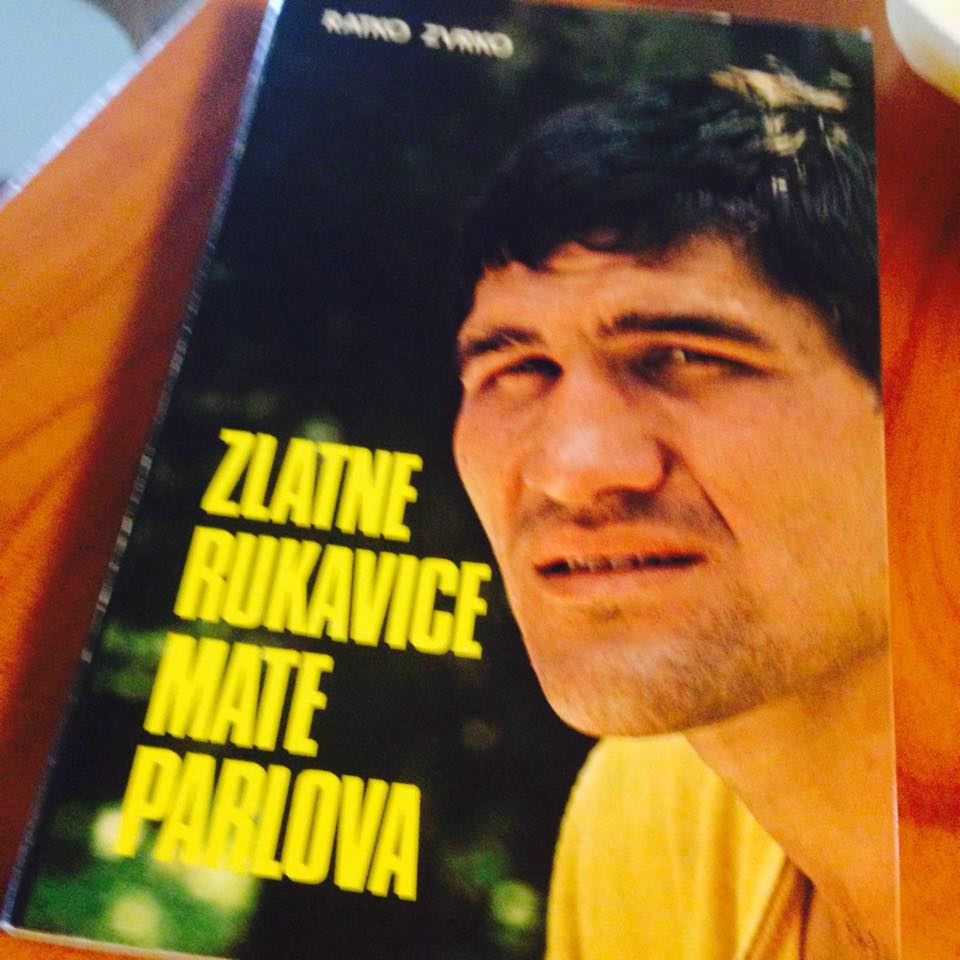 RATKO ZVRKO
ZLATNE
RUKAVICE
MATE
PARLOVA